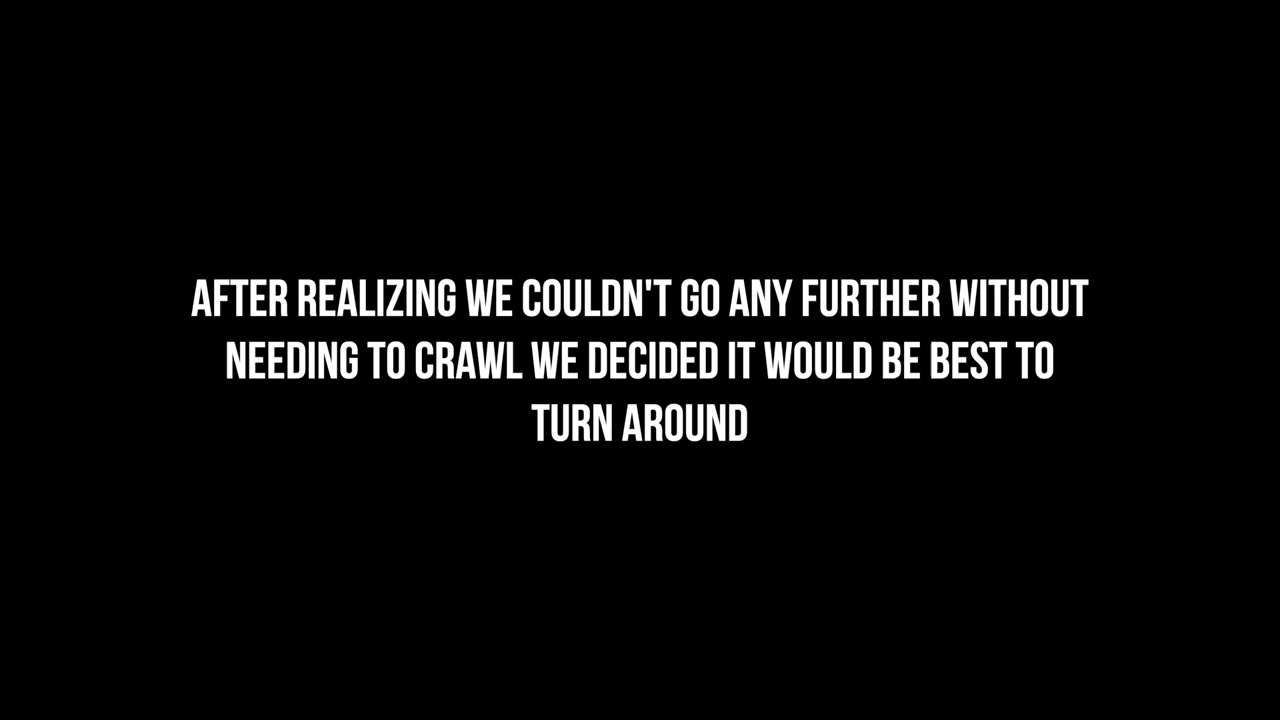 AFTER REALIZING WE COULDN'T GO ANY FURTHER WITHOUT
NEEDING TO CRAWL WE DECIDED IT WOULD BE BEST TO
TURN AROUND